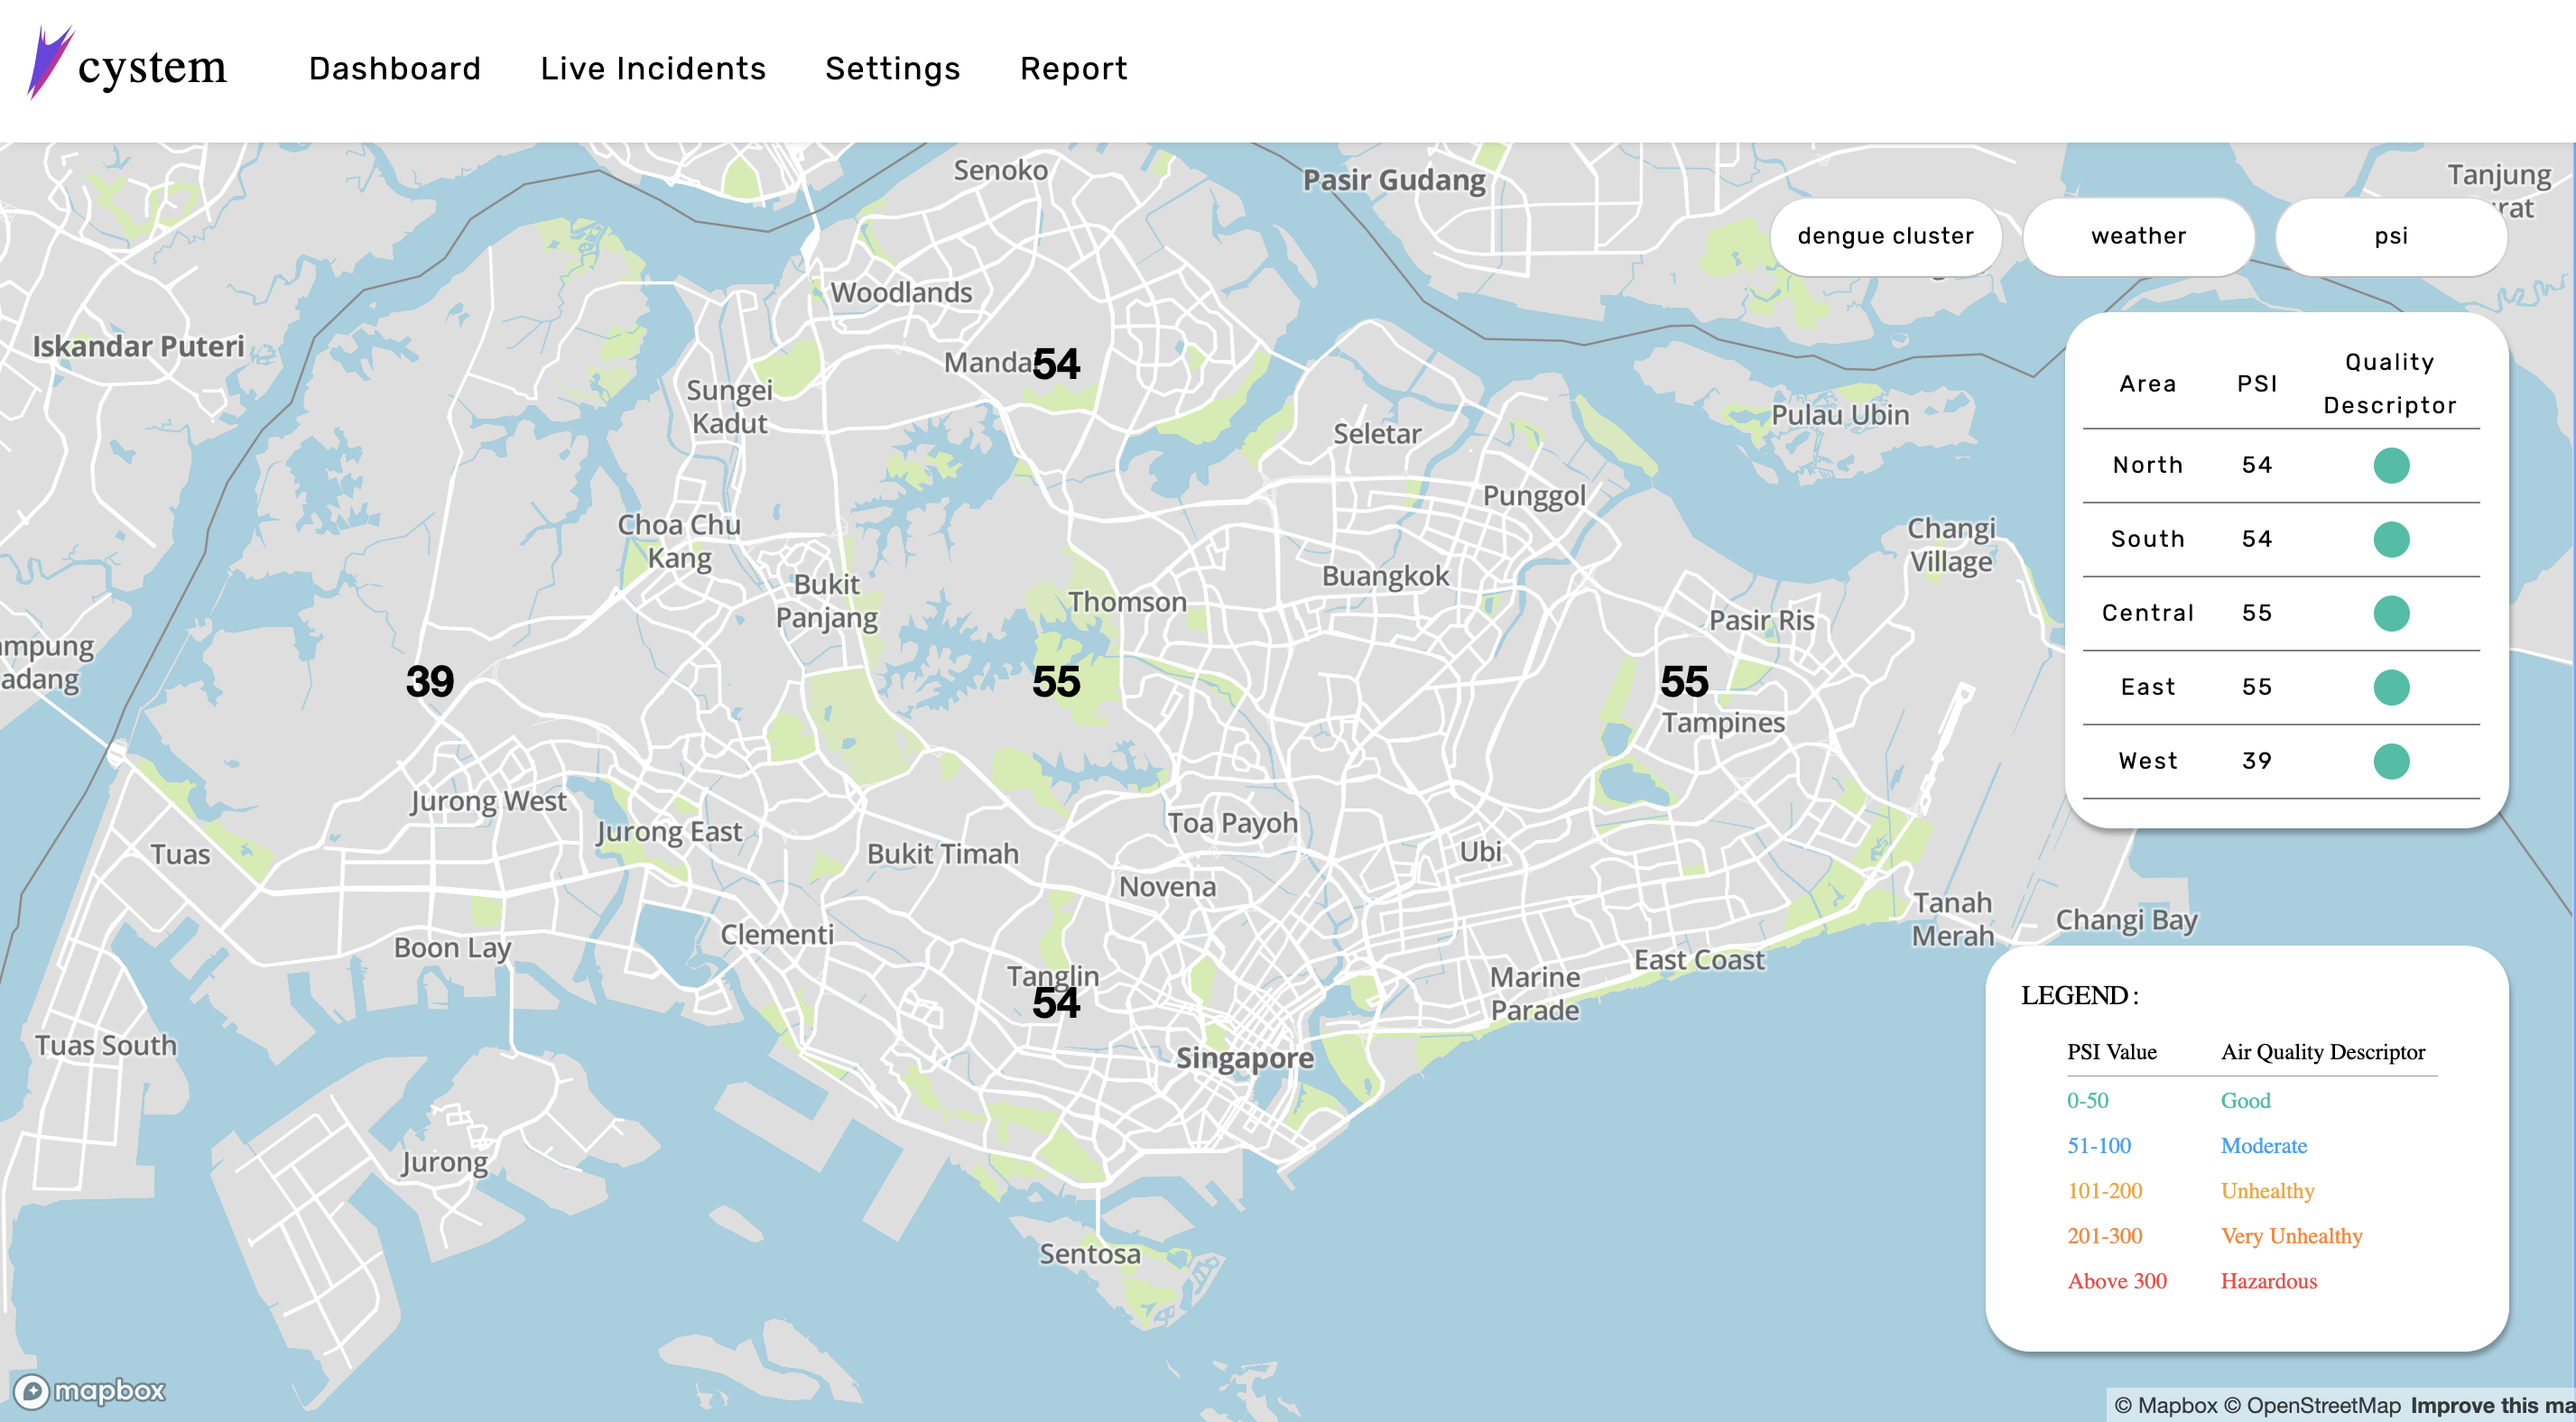 cystem
Dashboard Live Incidents Settings Report
Senoko
Pasir Gudang
Tanjung
rat
dengue cluster weather psi
Woodlands
Iskandar Puteri
Manda
54
Sungei
Kadut
Seletar
Pulau Ubin
Punggol
Choa Chu
Kang
Changi
Village
Bukit
Panjang
Thomson
Buangkok
Pasir Ris
ampung
adang
39
55
55
Tampines
Jurong West
Jurong East
Toa Payoh
Tuas
Bukit Timah
Ubi
Novena
Tanah
Merah
Changi Bay
Clementi
Boon Lay
East Coast
Tanglin
54
Marine
Parade
Tuas South
Singapore
Jurong
Sentosa
Area PSI Quality
Descriptor
North 54
South 54
Central 55
East 55
West 39
LEGEND :
PSI Value Air Quality Descriptor
0-50 Good
51-100 Moderate
101-200 Unhealthy
201-300 Very Unhealthy
Above 300 Hazardous
mapbox
© Mapbox © OpenStreetMap Improve this ma